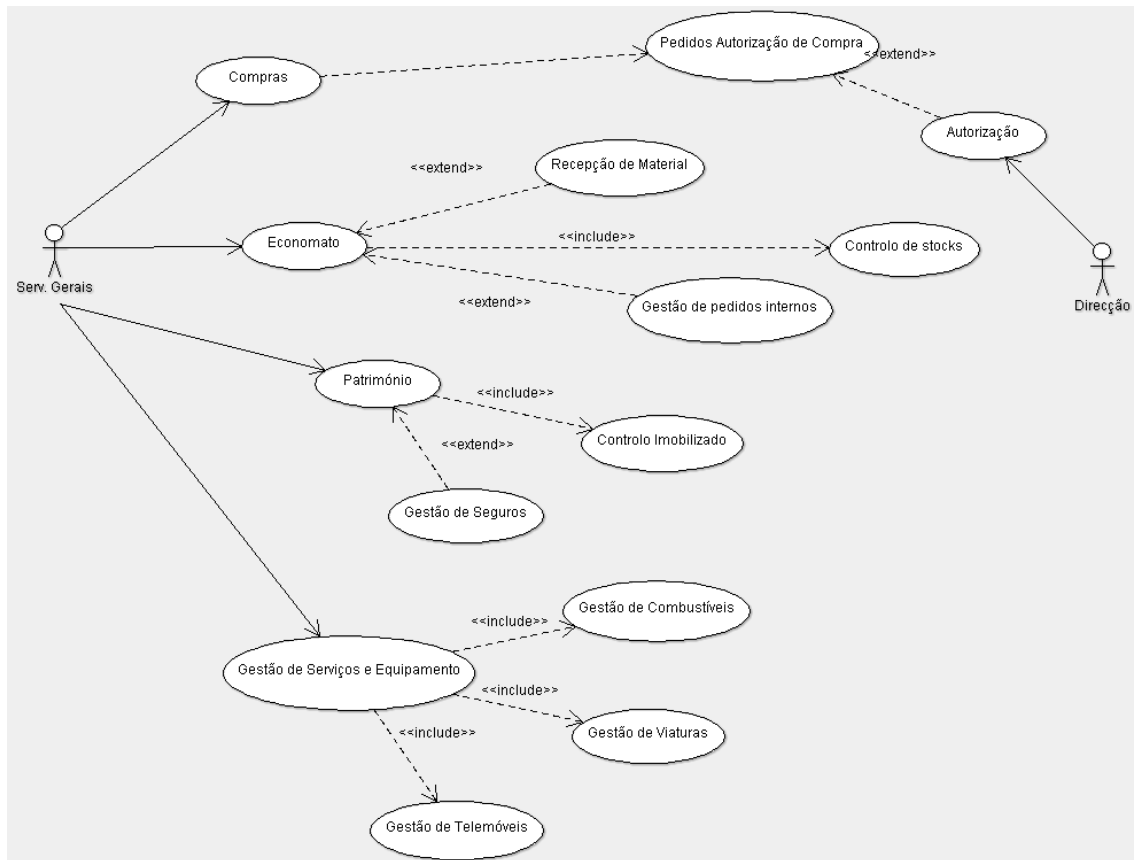 Pedidos Autorização de Compra
<<extend>>
Compras
Autorização
<<extend>>
Recepção de Material
Economato
<<include>>
Controlo de stocks
Serv. Gerais
<<extend>>
Gestão de pedidos internos
Direcção
Património
<<include>>
<<extend>>
Controlo Imobilizado
Gestão de Seguros
Gestão de Combustíveis
<<include>>
Gestão de Serviços e Equipamento
<<include>>
<<include>>
Gestão de Viaturas
Gestão de Telemóveis